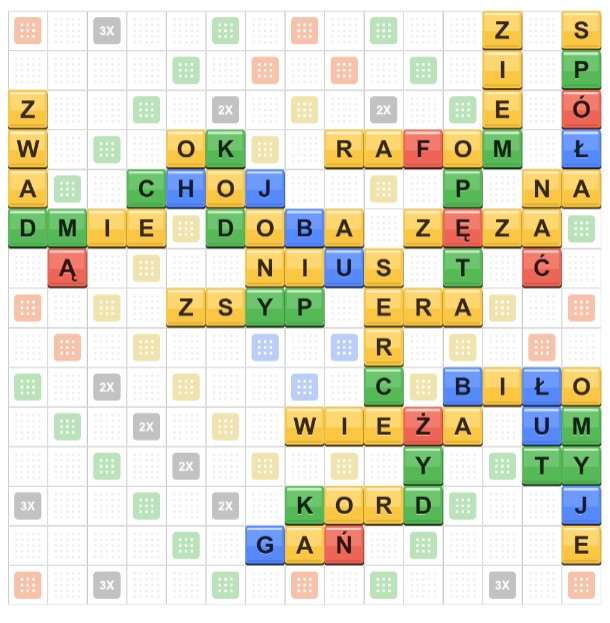 3X Z S
I P
Z 2X 2X E Ó
W O K R A F O M Ł
A C H O J P N A
D M I E D O B A Z Ę Z A
Ą N I U S T Ć
Z S Y P E R A
R
2X C B I Ł O
2X W I E Ż A U M
2X Y T Y
3X 2X K O R D J
G A Ń E
3X 3X